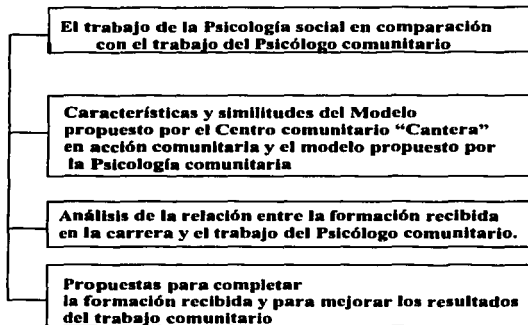 El trabajo de la Psicología social en comparación
con el trabajo del Psicólogo comunitario
Características y similitudes del Modelo
propuesto por el Centro comunitario “Cantera”
en acción comunitaria y el modelo propuesto por
la Psicología comunitaria
Análisis de la relación entre la formación recibida
en la carrera y el trabajo del Psicólogo comunitario.
Propuestas para completar
la formación recibida y para mejorar los resultados
del trabajo comunitario